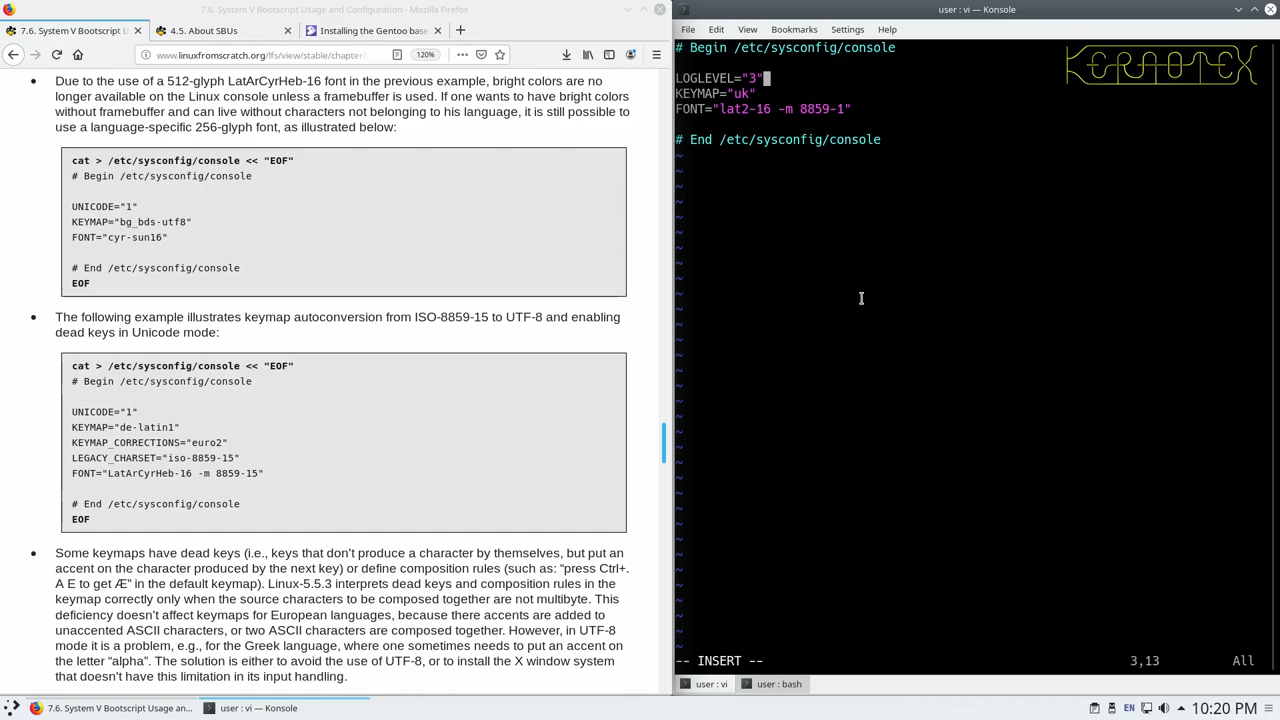 7.6. System V Bootscript Usage and Configuration - Mozilla Firefox
7.6. System V Bootscript U
4.5. About SBUs
Installing the Gentoo base
www.linuxfromscratch.org/lfs/view/stable/chapter
120%
Due to the use of a 512-glyph LatArCyrHeb-16 font in the previous example, bright colors are no
longer available on the Linux console unless a framebuffer is used. If one wants to have bright colors
without framebuffer and can live without characters not belonging to his language, it is still possible to
use a language-specific 256-glyph font, as illustrated below:
cat > /etc/sysconfig/console << "EOF"
# Begin /etc/sysconfig/console
UNICODE="1"
KEYMAP="bg_bds-utf8"
FONT="cyr-sun16"
# End /etc/sysconfig/console
EOF
The following example illustrates keymap autoconversion from ISO-8859-15 to UTF-8 and enabling
dead keys in Unicode mode:
cat > /etc/sysconfig/console << "EOF"
# Begin /etc/sysconfig/console
UNICODE="1"
KEYMAP="de-latin1"
KEYMAP_CORRECTIONS="euro2"
LEGACY_CHARSET="iso-8859-15"
FONT="LatArCyrHeb-16 -m 8859-15"
# End /etc/sysconfig/console
EOF
Some keymaps have dead keys (i.e., keys that don't produce a character by themselves, but put an
accent on the character produced by the next key) or define composition rules (such as: “press Ctrl+.
A E to get Æ” in the default keymap). Linux-5.5.3 interprets dead keys and composition rules in the
keymap correctly only when the source characters to be composed together are not multibyte. This
deficiency doesn't affect keymaps for European languages, because there accents are added to
unaccented ASCII characters, or two ASCII characters are composed together. However, in UTF-8
mode it is a problem, e.g., for the Greek language, where one sometimes needs to put an accent on
the letter “alpha”. The solution is either to avoid the use of UTF-8, or to install the X window system
that doesn't have this limitation in its input handling.
user : vi — Konsole
File Edit View Bookmarks Settings Help
KERAUTEX
# Begin /etc/sysconfig/console
LOGLEVEL="3"
KEYMAP="uk"
FONT="lat2-16 -m 8859-1"
# End /etc/sysconfig/console
-- INSERT -- 3,13 All
user : vi
user : bash
7.6. System V Bootscript Usage an...
user : vi — Konsole
EN
10:20 PM